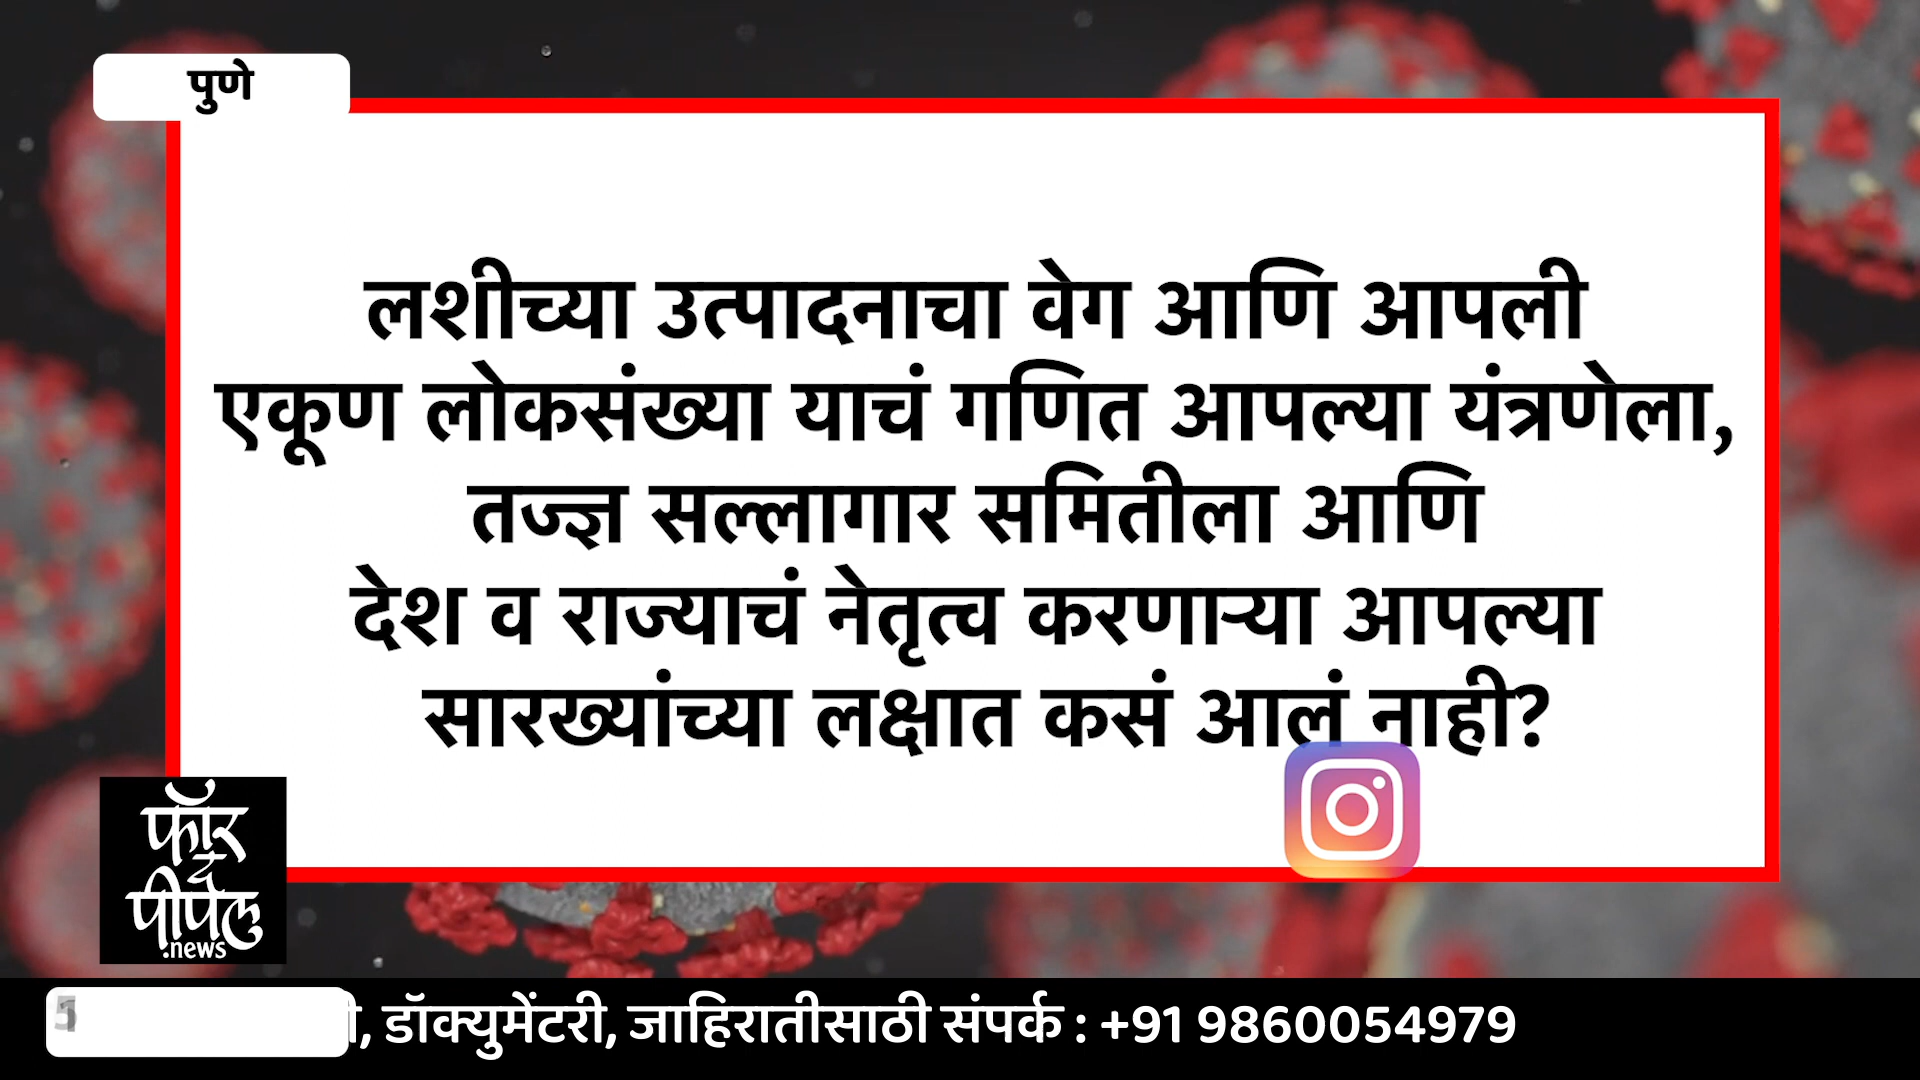 पुणे
लशीच्या उत्पादनाचा वेग आणि आपली
एकूण लोकसंख्या याचं गणित आपल्या यंत्रणेला,
तज्ज्ञ सल्लागार समितीला आणि
देश व राज्याचं नेतृत्व करणाऱ्या आपल्या
सारख्यांच्या लक्षात कसं आलं नाही?
फॉर
द
पीपल
.news
, डॉक्युमेंटरी, जाहिरातीसाठी संपर्क : +91 9860054979